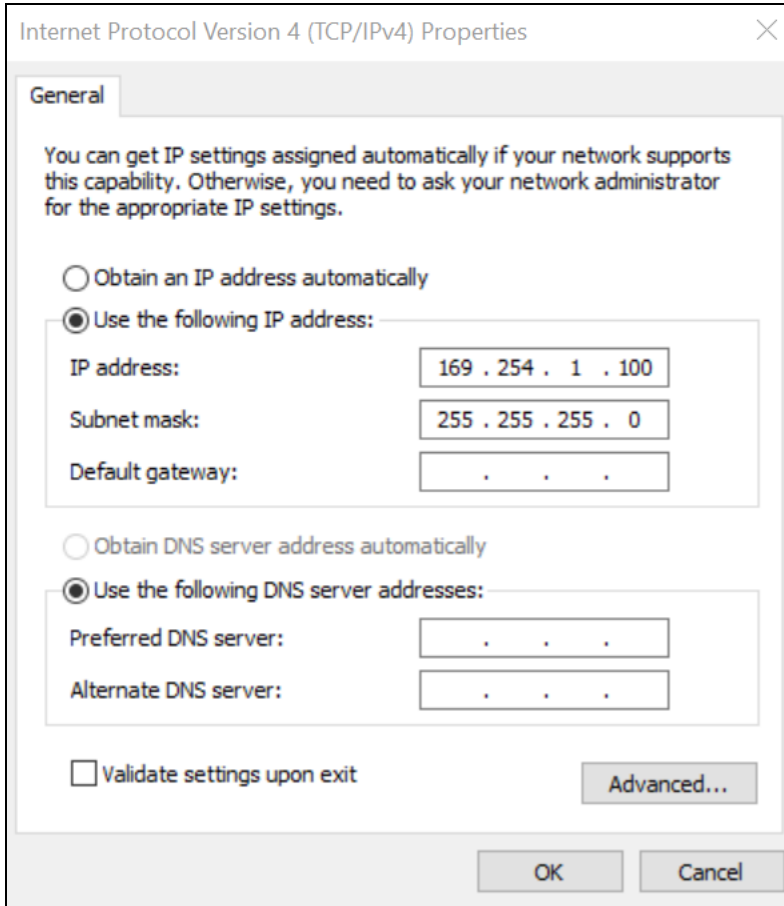 Internet Protocol Version 4 (TCP/IPv4) Properties
General
You can get IP settings assigned automatically if your network supports
this capability. Otherwise, you need to ask your network administrator
for the appropriate IP settings.
Obtain an IP address automatically
Use the following IP address:
IP address: 169 . 254 . 1 . 100
Subnet mask: 255 . 255 . 255 . 0
Default gateway: . . .
Obtain DNS server address automatically
Use the following DNS server addresses:
Preferred DNS server: . . .
Alternate DNS server: . . .
Validate settings upon exit
Advanced...
OK Cancel